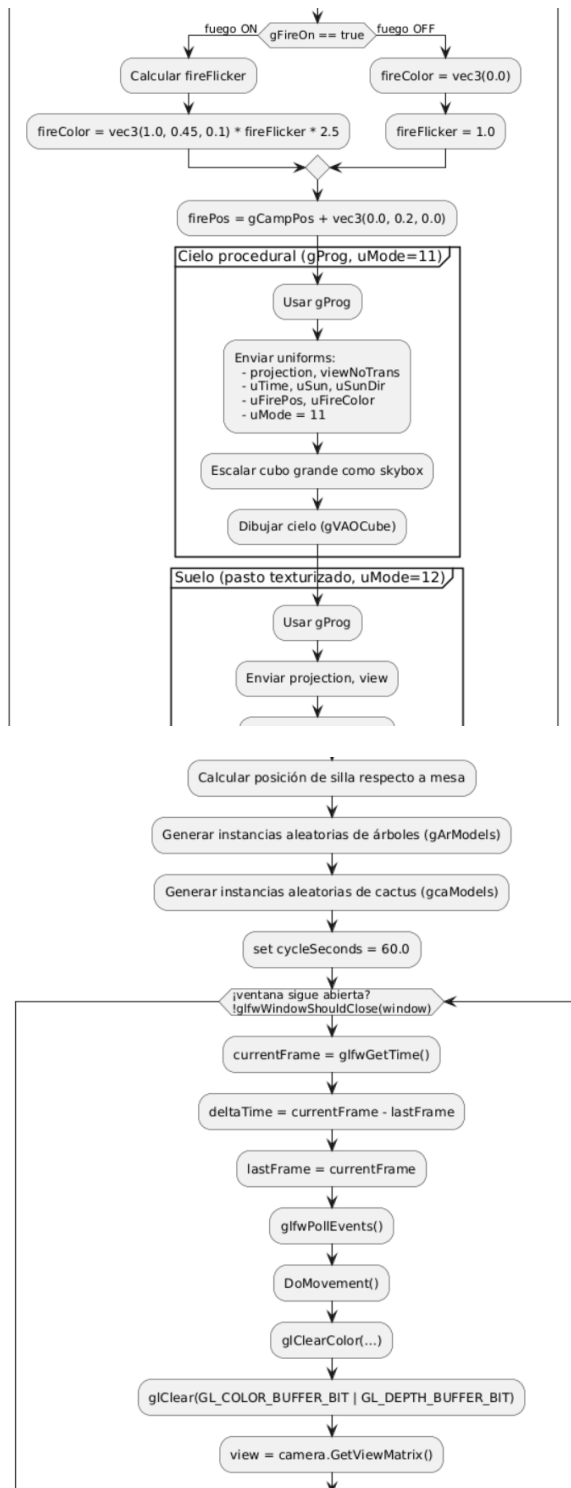 fuego ON
gFireOn == true
fuego OFF
Calcular fireFlicker
fireColor = vec3(0.0)
fireColor = vec3(1.0, 0.45, 0.1) * fireFlicker * 2.5
fireFlicker = 1.0
firePos = gCampPos + vec3(0.0, 0.2, 0.0)
Cielo procedural (gProg, uMode=11)
Usar gProg
Enviar uniforms:
- projection, viewNoTrans
- uTime, uSun, uSunDir
- uFirePos, uFireColor
- uMode = 11
Escalar cubo grande como skybox
Dibujar cielo (gVAOCube)
Suelo (pasto texturizado, uMode=12)
Usar gProg
Enviar projection, view
Calcular posición de silla respecto a mesa
Generar instancias aleatorias de árboles (gArModels)
Generar instancias aleatorias de cactus (gcaModels)
set cycleSeconds = 60.0
¡ventana sigue abierta?
!glfwWindowShouldClose(window)
currentFrame = glfwGetTime()
deltaTime = currentFrame - lastFrame
lastFrame = currentFrame
glfwPollEvents()
DoMovement()
glClearColor(...)
glClear(GL_COLOR_BUFFER_BIT | GL_DEPTH_BUFFER_BIT)
view = camera.GetViewMatrix()